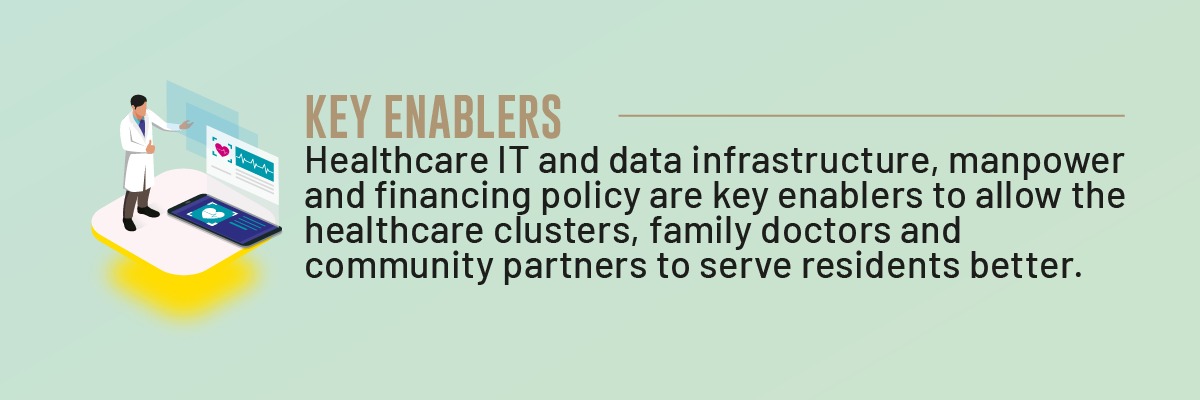 KEY ENABLERS
Healthcare IT and data infrastructure, manpower
and financing policy are key enablers to allow the
healthcare clusters, family doctors and
community partners to serve residents better.